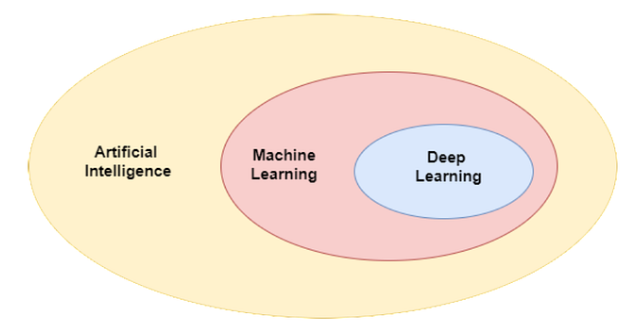 Artificial
Intelligence
Machine
Learning
Deep
Learning